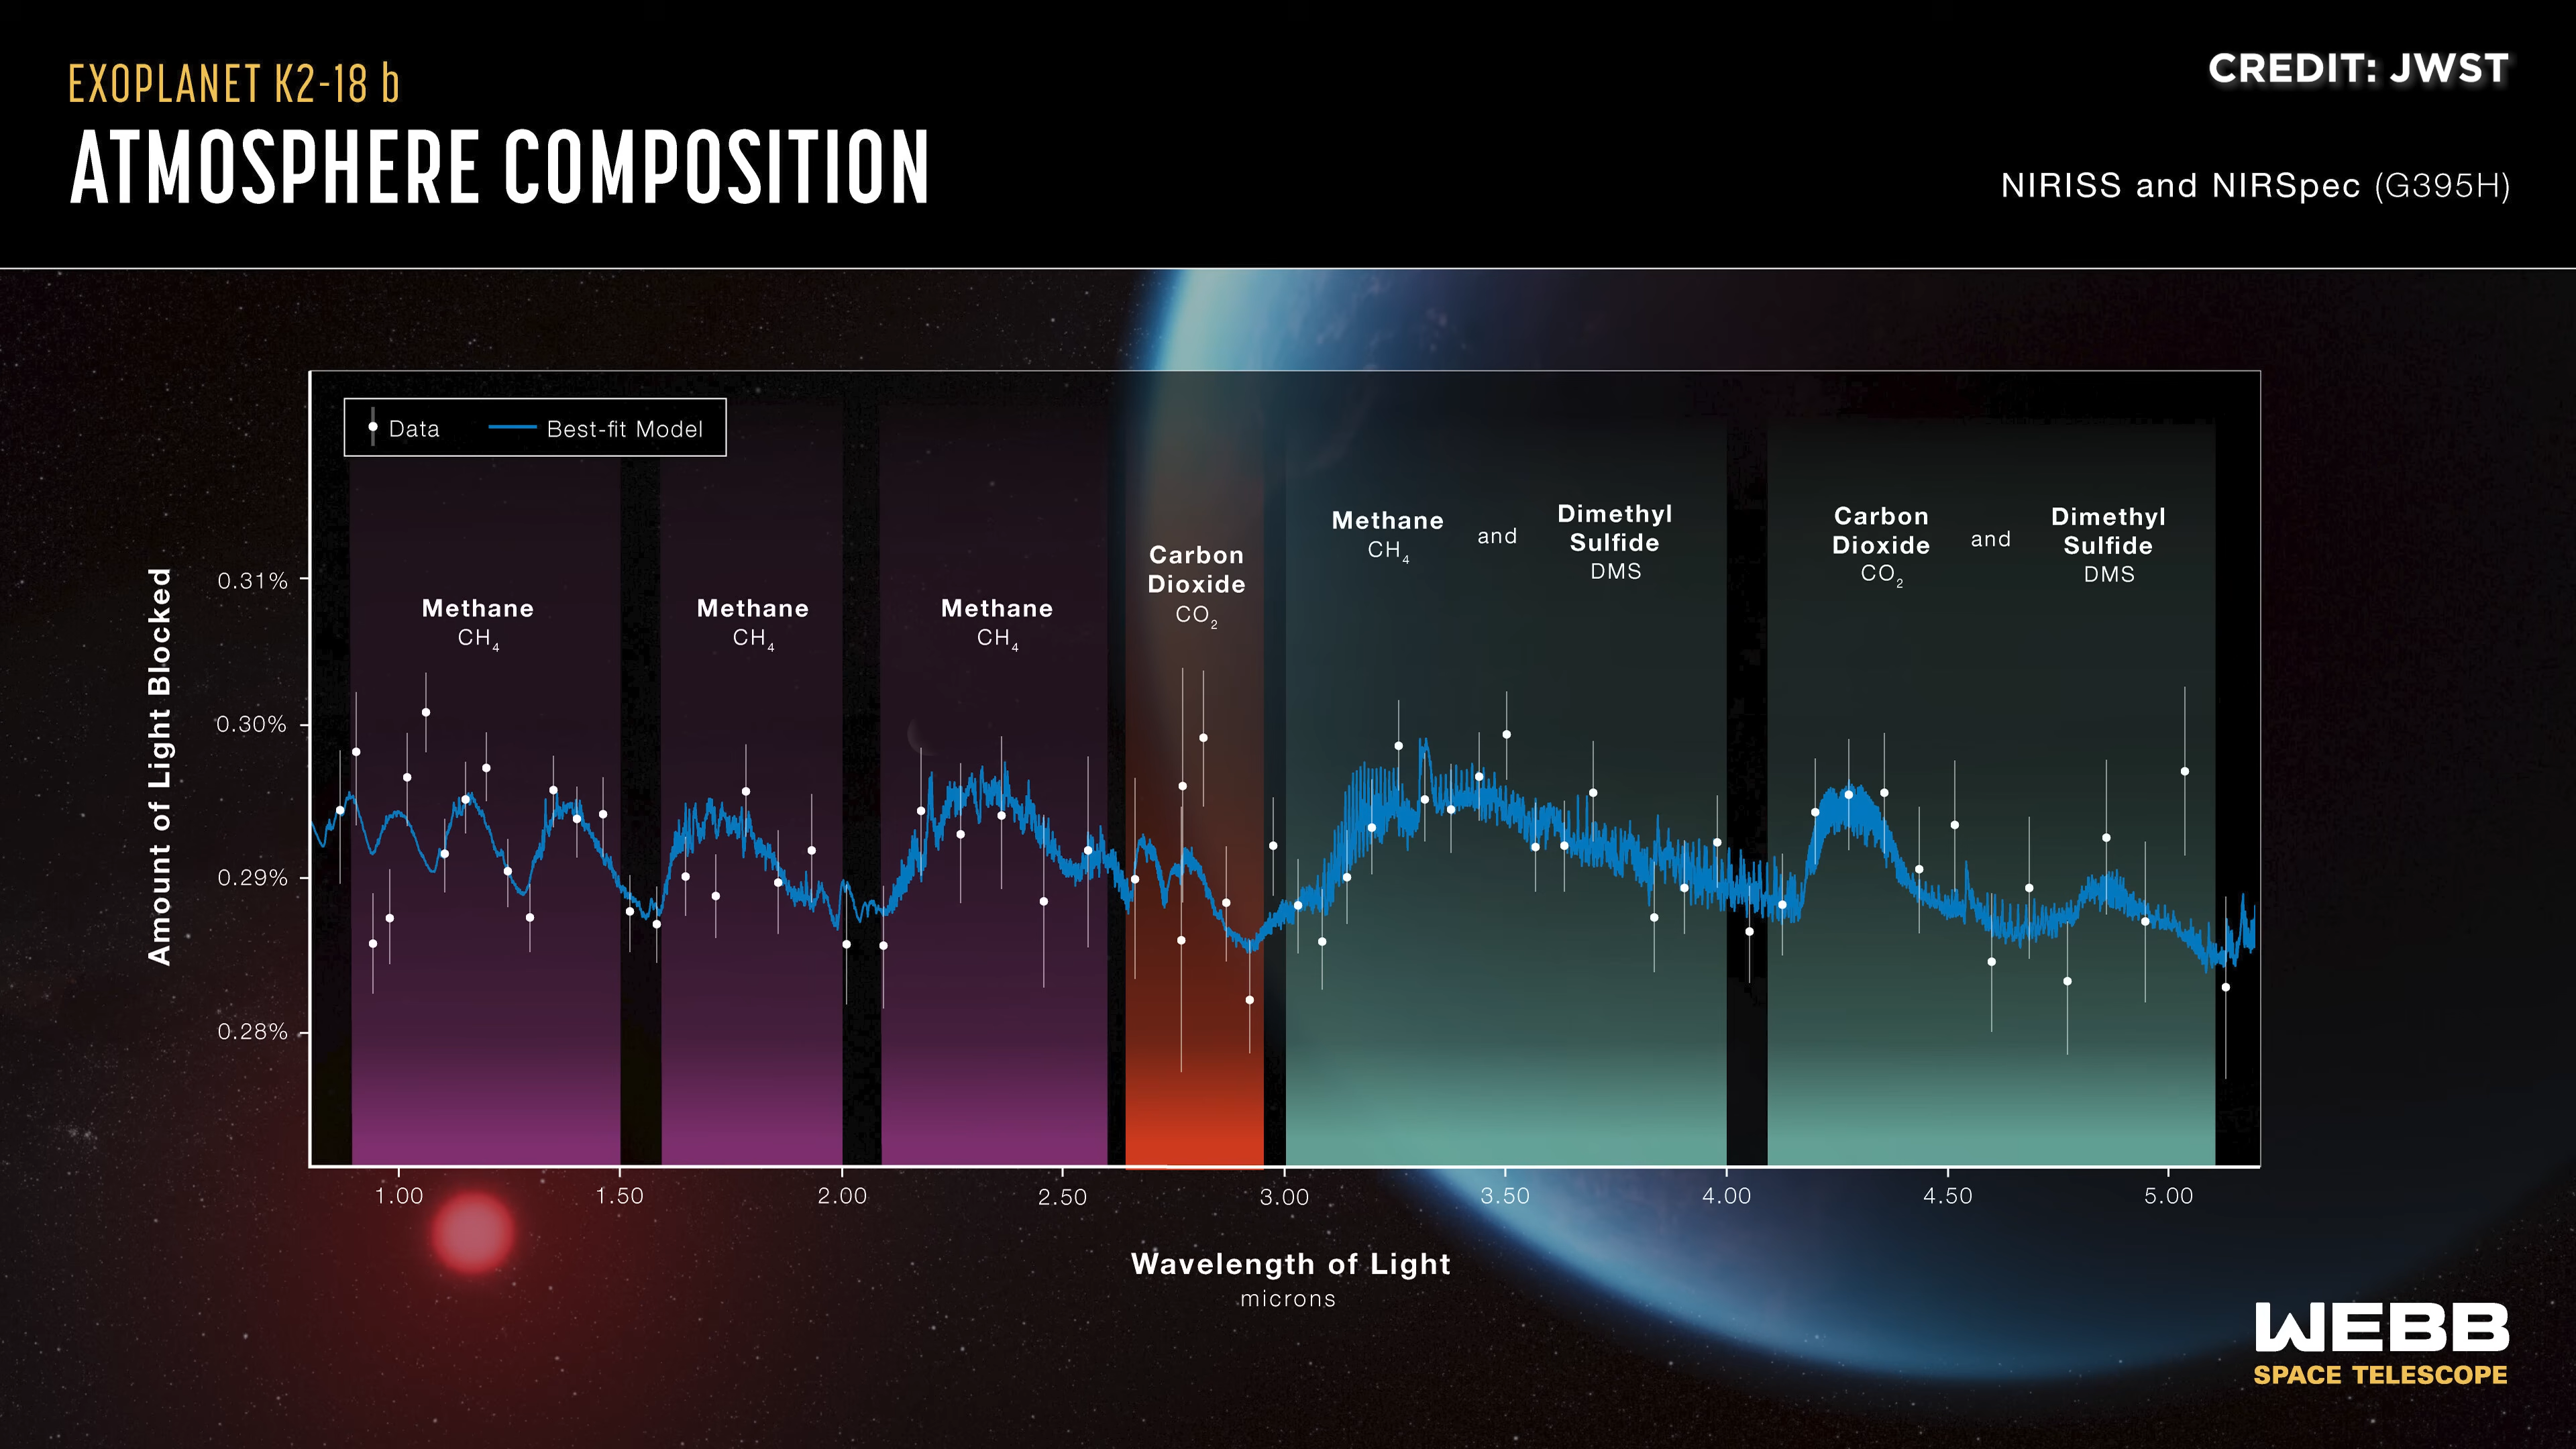 EXOPLANET K2-18 b
ATMOSPHERE COMPOSITION
CREDIT: JWST
NIRISS and NIRSpec (G395H)
Data
Best-fit Model
Amount of Light Blocked
0.31%
0.30%
0.29%
0.28%
Methane
CH₄
Methane
CH₄
Methane
CH₄
Carbon
Dioxide
CO₂
Methane
CH₄
and
Dimethyl
Sulfide
DMS
Carbon
Dioxide
CO₂
and
Dimethyl
Sulfide
DMS
1.00
1.50
2.00
2.50
3.00
3.50
4.00
4.50
5.00
Wavelength of Light
microns
WEBB
SPACE TELESCOPE